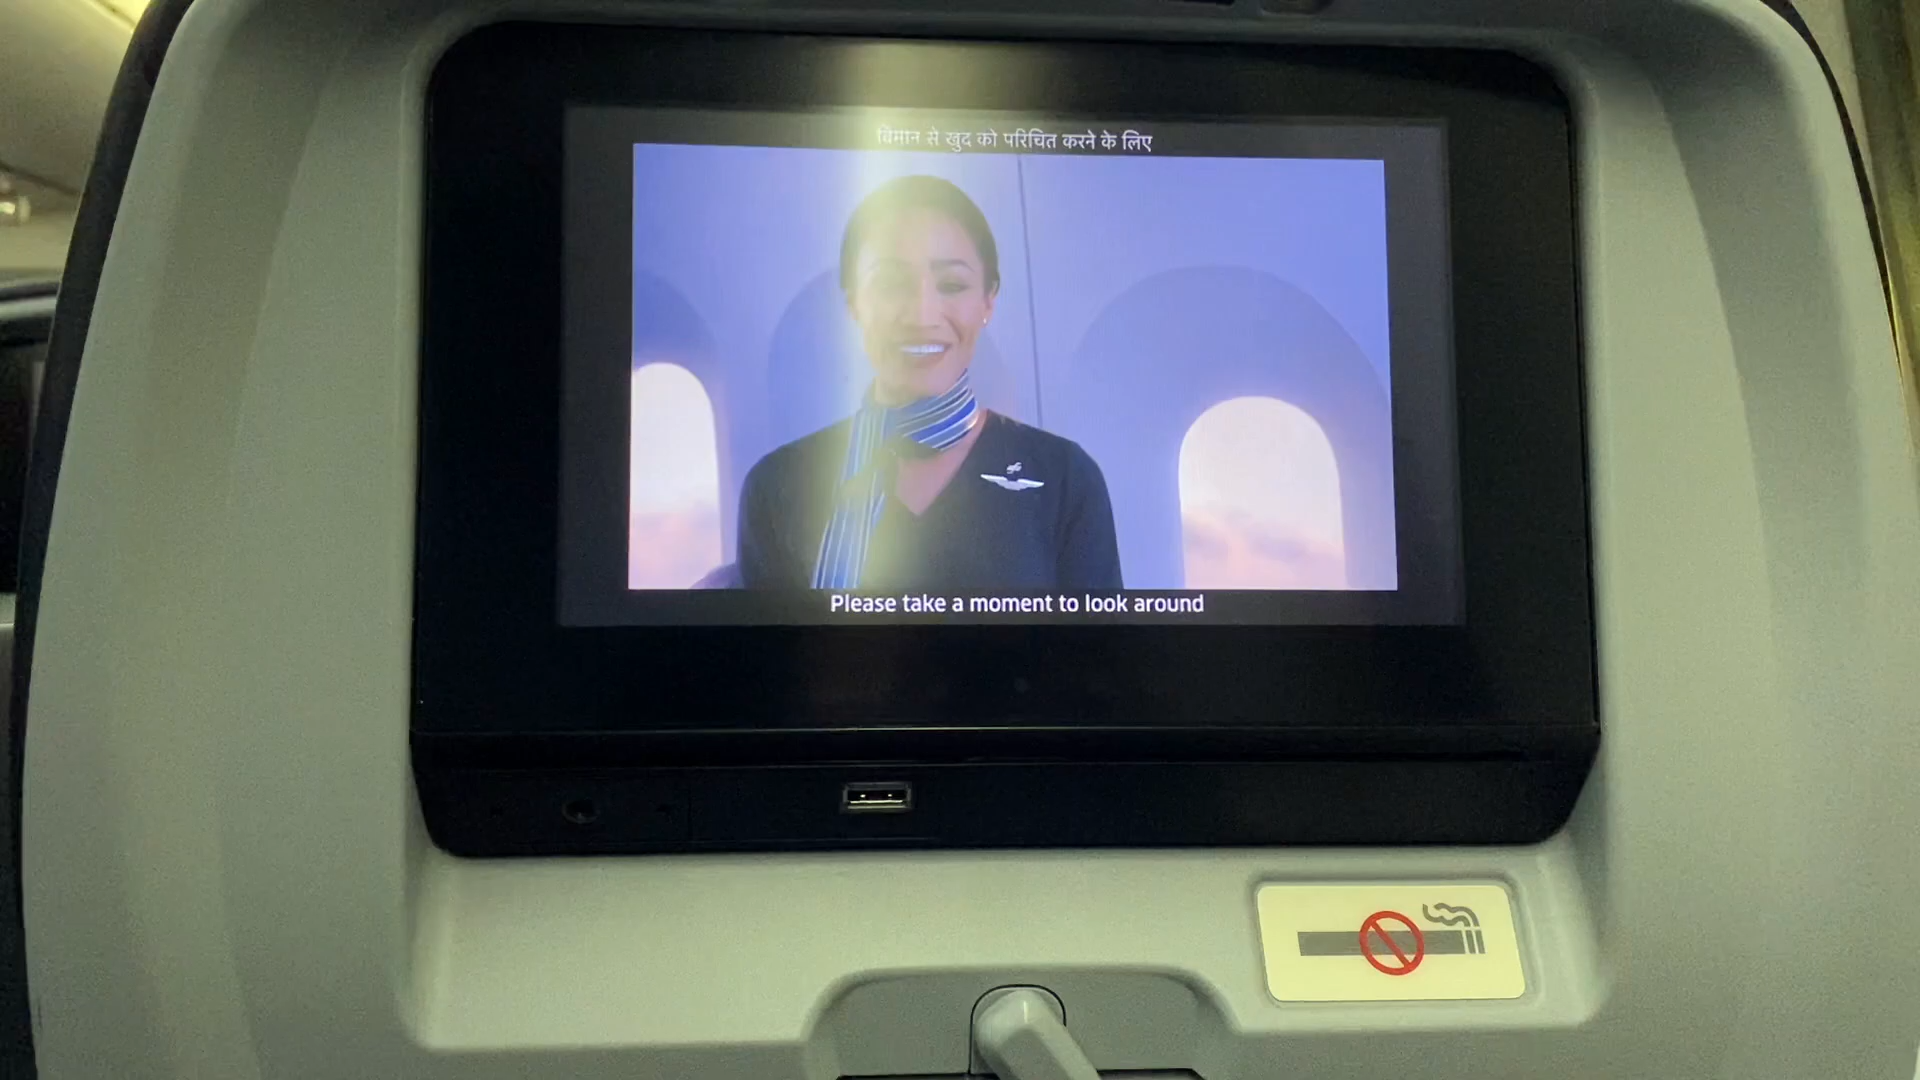 विमान से खुद को परिचित करने के लिए
Please take a moment to look around